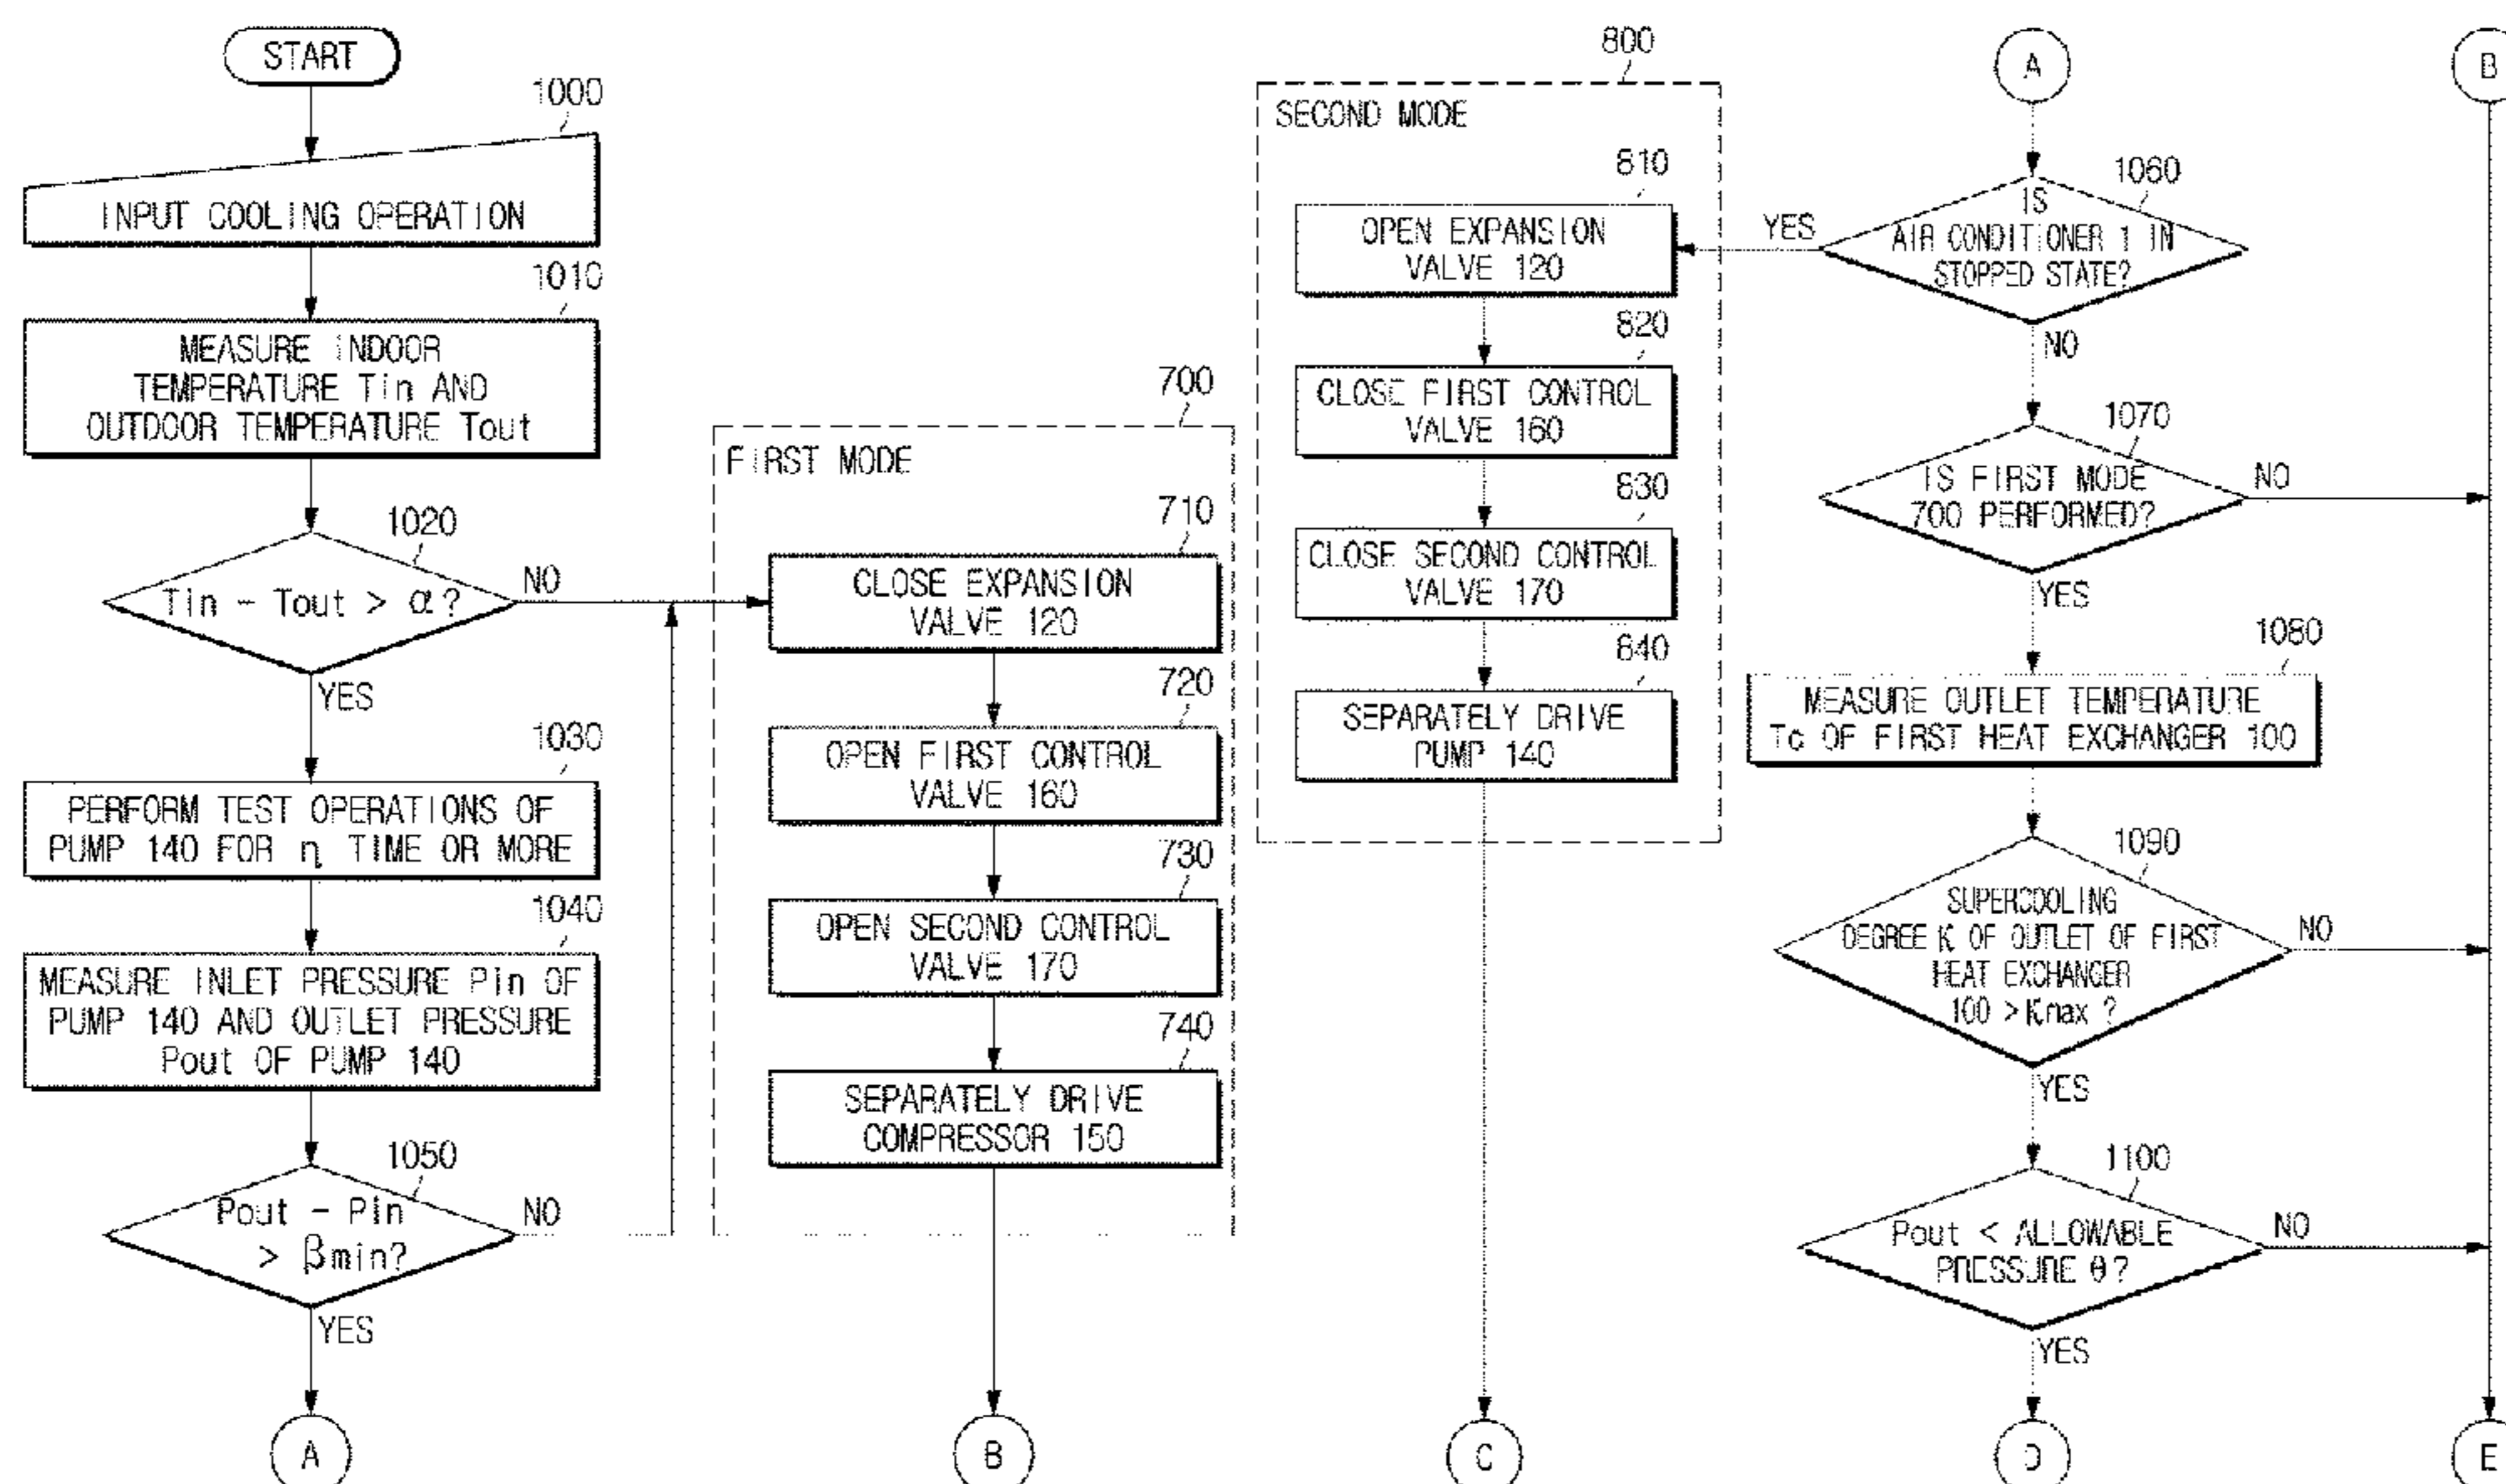 START
1000
INPUT COOLING OPERATION
1010
MEASURE INDOOR
TEMPERATURE Tin AND
OUTDOOR TEMPERATURE Tout
1020
Tin - Tout > α?
NO
YES
1030
PERFORM TEST OPERATIONS OF
PUMP 140 FOR η TIME OR MORE
1040
MEASURE INLET PRESSURE Pin OF
PUMP 140 AND OUTLET PRESSURE
Pout OF PUMP 140
1050
Pout - Pin
> βmin?
NO
YES
A
700
FIRST MODE
710
CLOSE EXPANSION
VALVE 120
720
OPEN FIRST CONTROL
VALVE 160
730
OPEN SECOND CONTROL
VALVE 170
740
SEPARATELY DRIVE
COMPRESSOR 150
B
800
SECOND MODE
810
OPEN EXPANSION
VALVE 120
820
CLOSE FIRST CONTROL
VALVE 160
830
CLOSE SECOND CONTROL
VALVE 170
840
SEPARATELY DRIVE
PUMP 140
C
A
1060
IS
AIR CONDITIONER 1 IN
STOPPED STATE?
YES
NO
1070
IS FIRST MODE
700 PERFORMED?
NO
YES
1080
MEASURE OUTLET TEMPERATURE
Tc OF FIRST HEAT EXCHANGER 100
1090
SUPERCOOLING
DEGREE K OF OUTLET OF FIRST
HEAT EXCHANGER
100 > Kmax ?
NO
YES
1100
Pout < ALLOWABLE
PRESSURE θ?
NO
YES
D
B
E